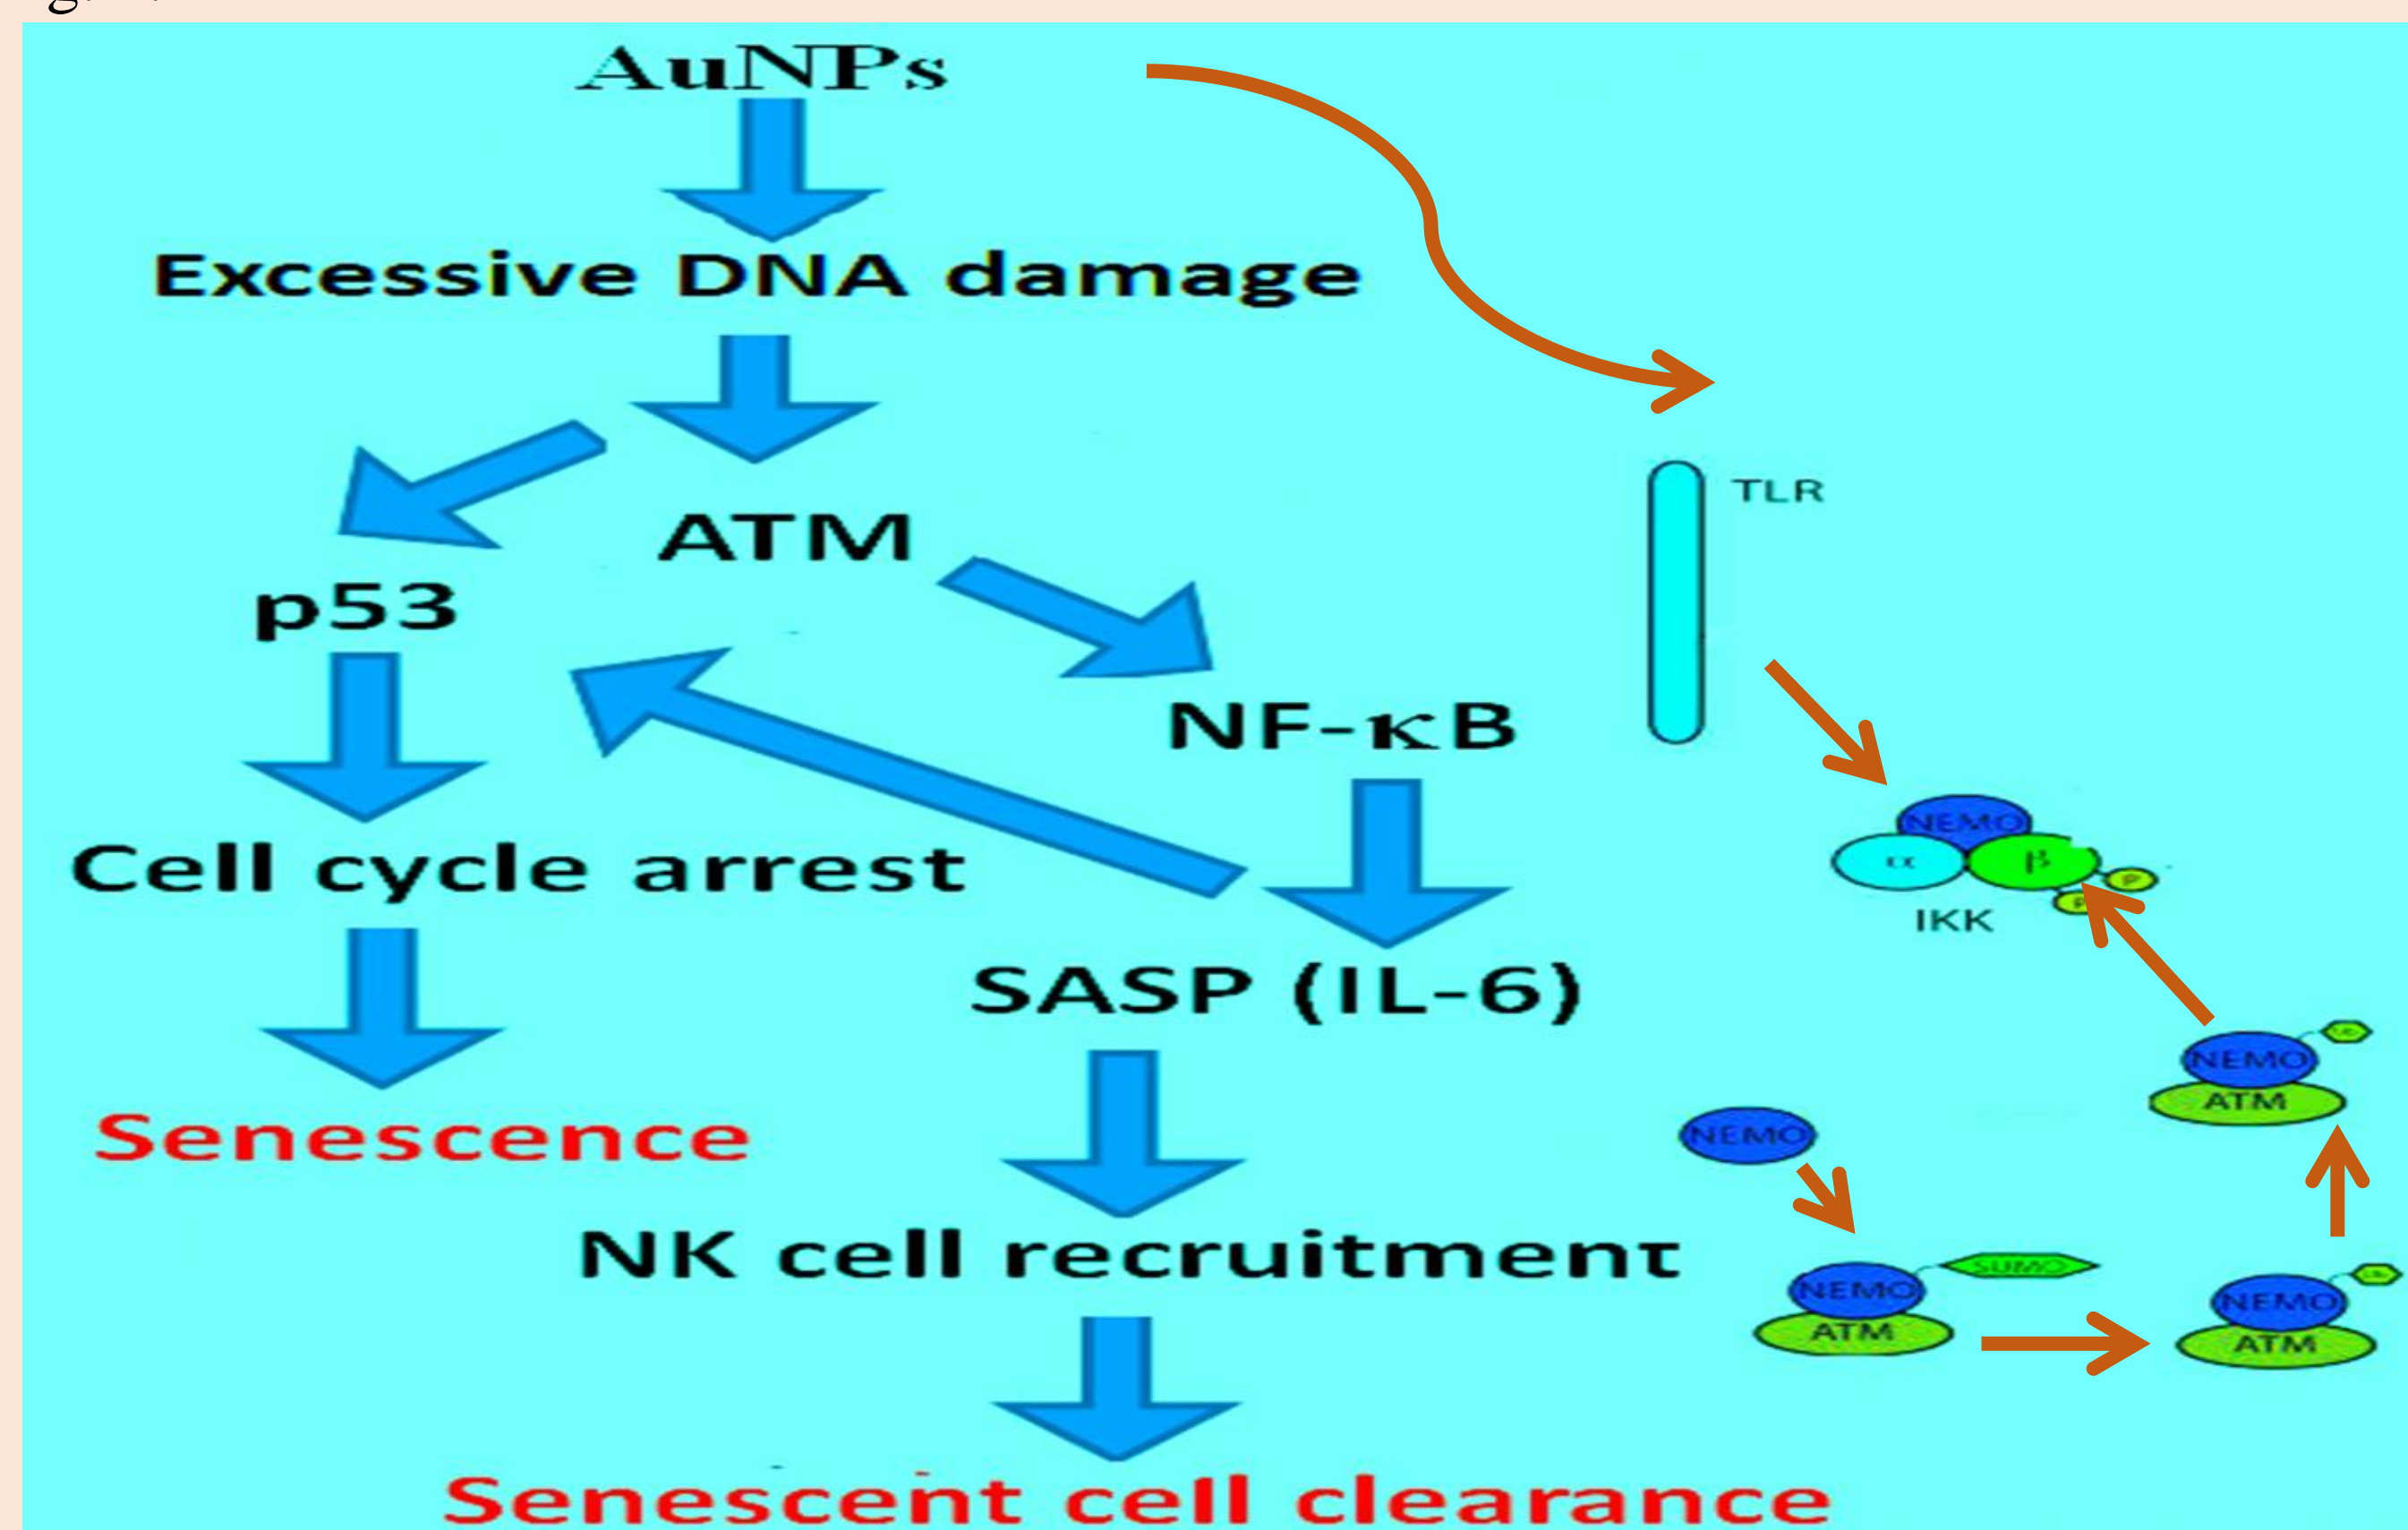 AuNPs
Excessive DNA damage
TLR
ATM
p53
NF-κB
NEMO
α
β
P
P
IKK
Cell cycle arrest
SASP (IL-6)
NEMO
ATM
NEMO
Senescence
NK cell recruitment
NEMO
SUMO
ATM
NEMO
ATM
Senescent cell clearance